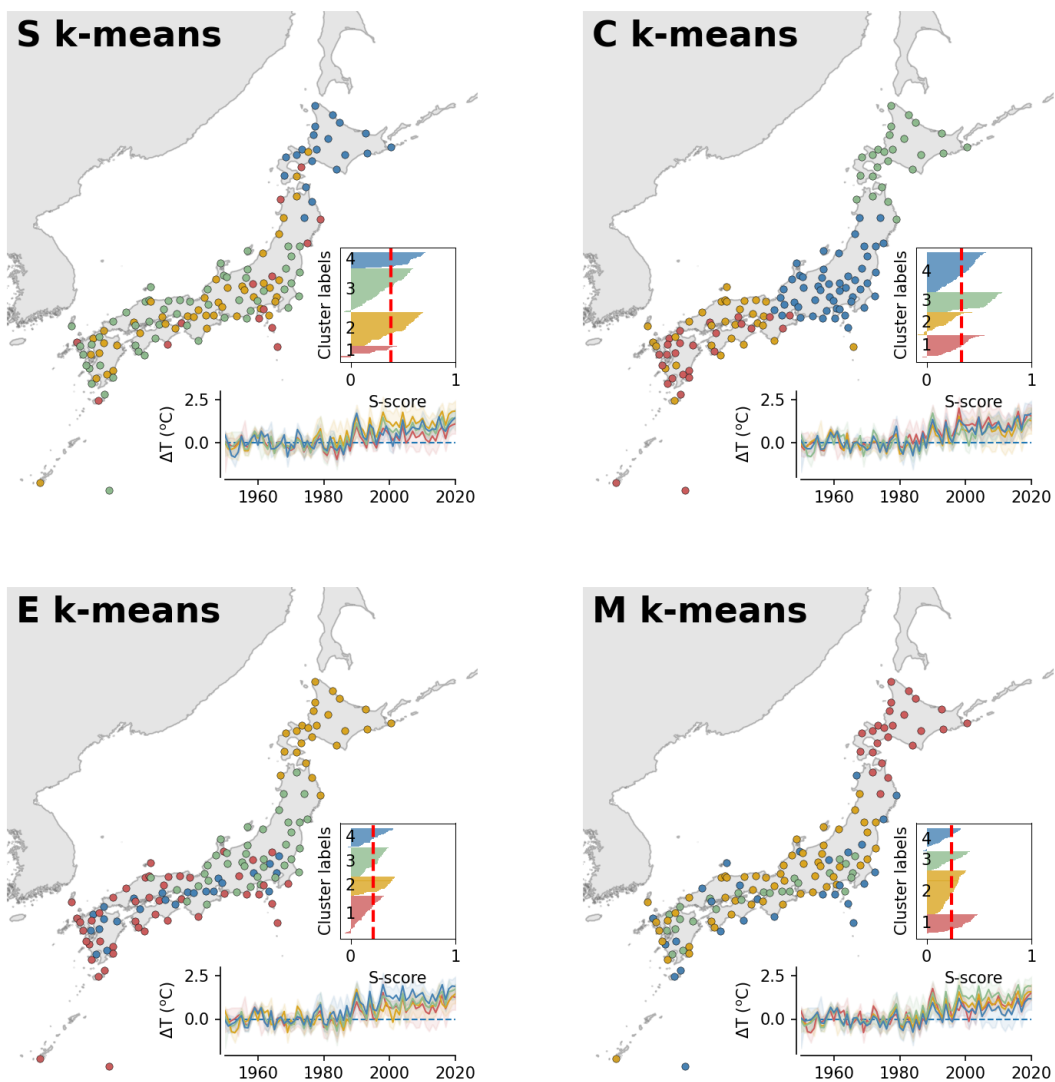 S k-means
Cluster labels
4
3
2
1
0 1
S-score
ΔT (°C)
2.5
0.0
1960 1980 2000 2020
C k-means
Cluster labels
4
3
2
1
0 1
S-score
ΔT (°C)
2.5
0.0
1960 1980 2000 2020
E k-means
Cluster labels
4
3
2
1
0 1
S-score
ΔT (°C)
2.5
0.0
1960 1980 2000 2020
M k-means
Cluster labels
4
3
2
1
0 1
S-score
ΔT (°C)
2.5
0.0
1960 1980 2000 2020